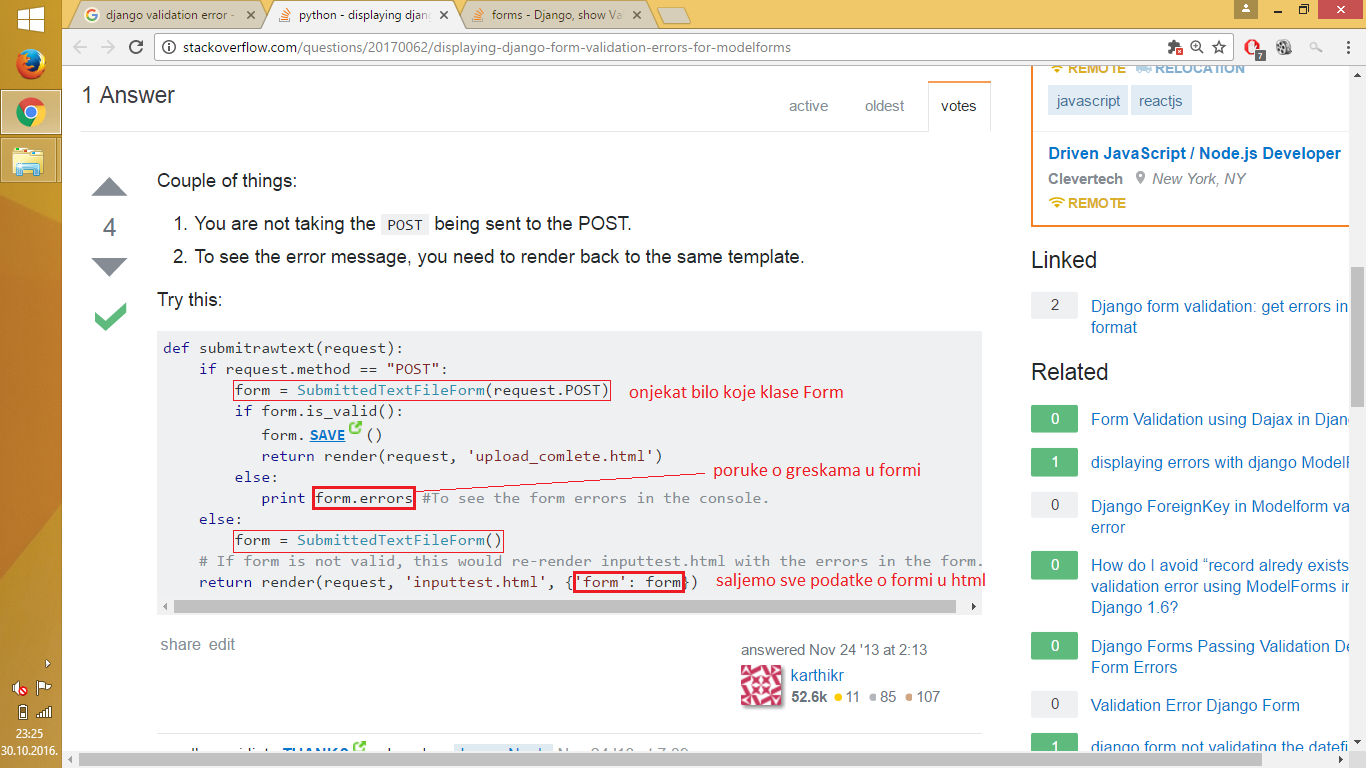 django validation error -
python - displaying djan
forms - Django, show Va
stackoverflow.com/questions/20170062/displaying-django-form-validation-errors-for-modelforms
7
1 Answer
active oldest votes
Couple of things:
1. You are not taking the POST being sent to the POST.
2. To see the error message, you need to render back to the same template.
4
Try this:
def submitrawtext(request):
if request.method == "POST":
form = SubmittedTextFileForm(request.POST) onjekat bilo koje klase Form
if form.is_valid():
form. SAVE ()
return render(request, 'upload_comlete.html')
else:
poruke o greskama u formi
print form.errors #To see the form errors in the console.
else:
form = SubmittedTextFileForm()
# If form is not valid, this would re-render inputtest.html with the errors in the form.
return render(request, 'inputtest.html', {'form': form}) saljemo sve podatke o formi u html
share edit
answered Nov 24 '13 at 2:13
karthikr
52.6k 11 85 107
REMOTE RELOCATION
javascript reactjs
Driven JavaScript / Node.js Developer
Clevertech New York, NY
REMOTE
Linked
2 Django form validation: get errors in
format
Related
0 Form Validation using Dajax in Djan
1 displaying errors with django Model
0 Django ForeignKey in Modelform va
error
0 How do I avoid “record alredy exists
validation error using ModelForms in
Django 1.6?
0 Django Forms Passing Validation De
Form Errors
0 Validation Error Django Form
1 django form not validating the datefi
23:25
30.10.2016.